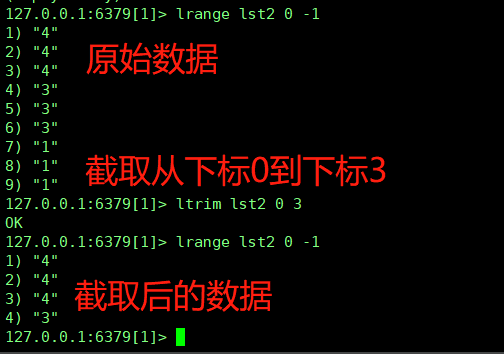 127.0.0.1:6379[1]> lrange lst2 0 -1
1) "4"
2) "4"
3) "4"
4) "3"
5) "3"
6) "3"
7) "1"
8) "1"
9) "1"
原始数据
截取从下标0到下标3
127.0.0.1:6379[1]> ltrim lst2 0 3
OK
127.0.0.1:6379[1]> lrange lst2 0 -1
1) "4"
2) "4"
3) "4"
4) "3"
截取后的数据
127.0.0.1:6379[1]>